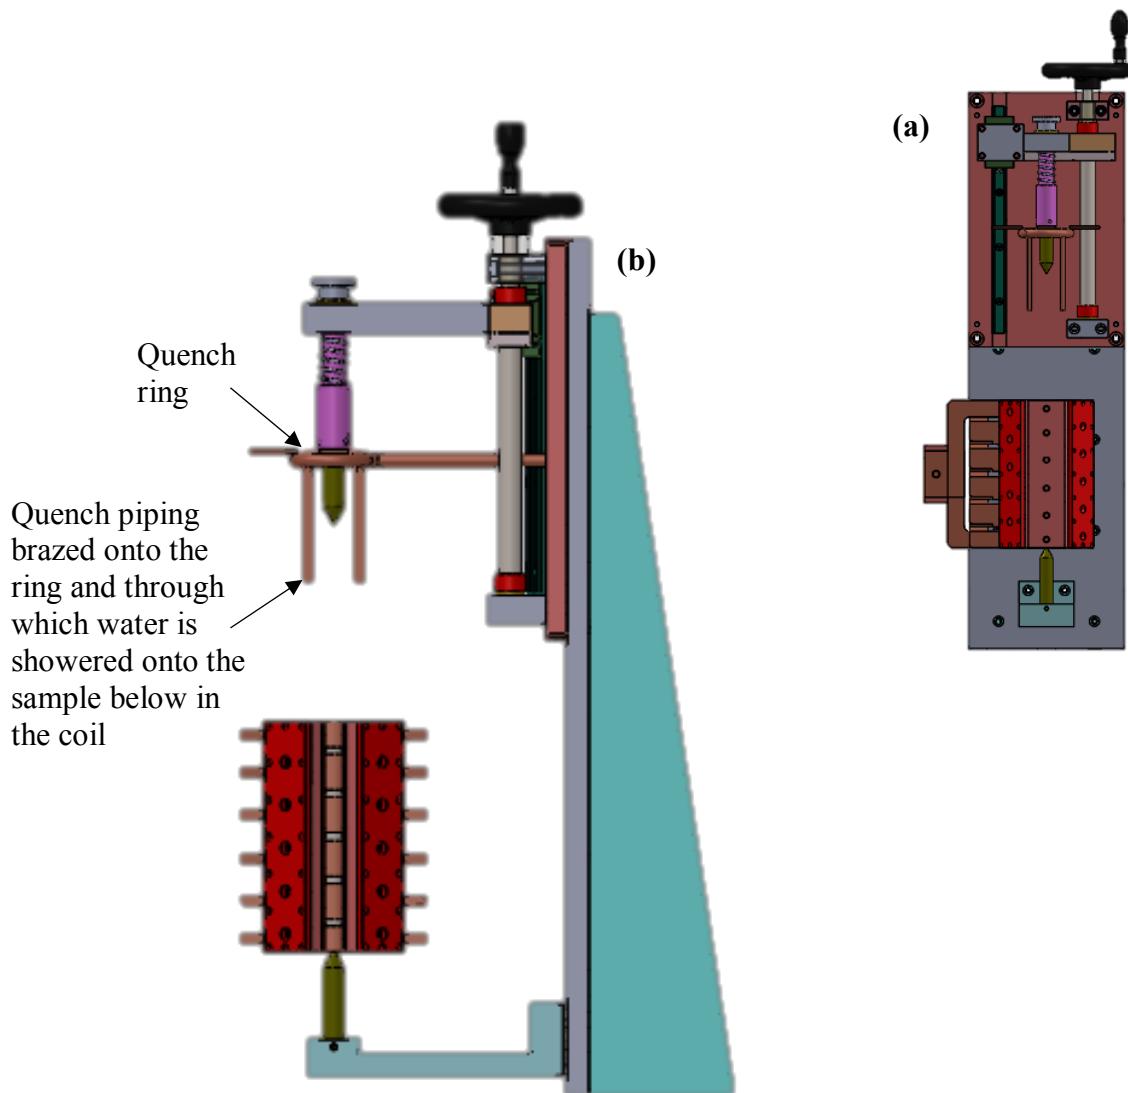 (a)
(b)
Quench
ring
Quench piping
brazed onto the
ring and through
which water is
showered onto the
sample below in
the coil